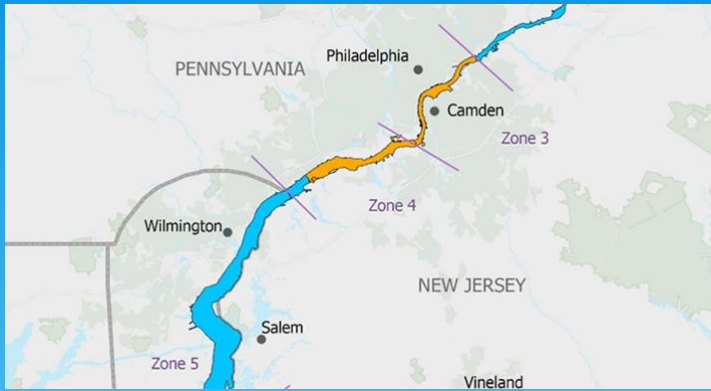 Philadelphia
PENNSYLVANIA
Camden
Zone 3
Zone 4
Wilmington
NEW JERSEY
Salem
Zone 5
Vineland